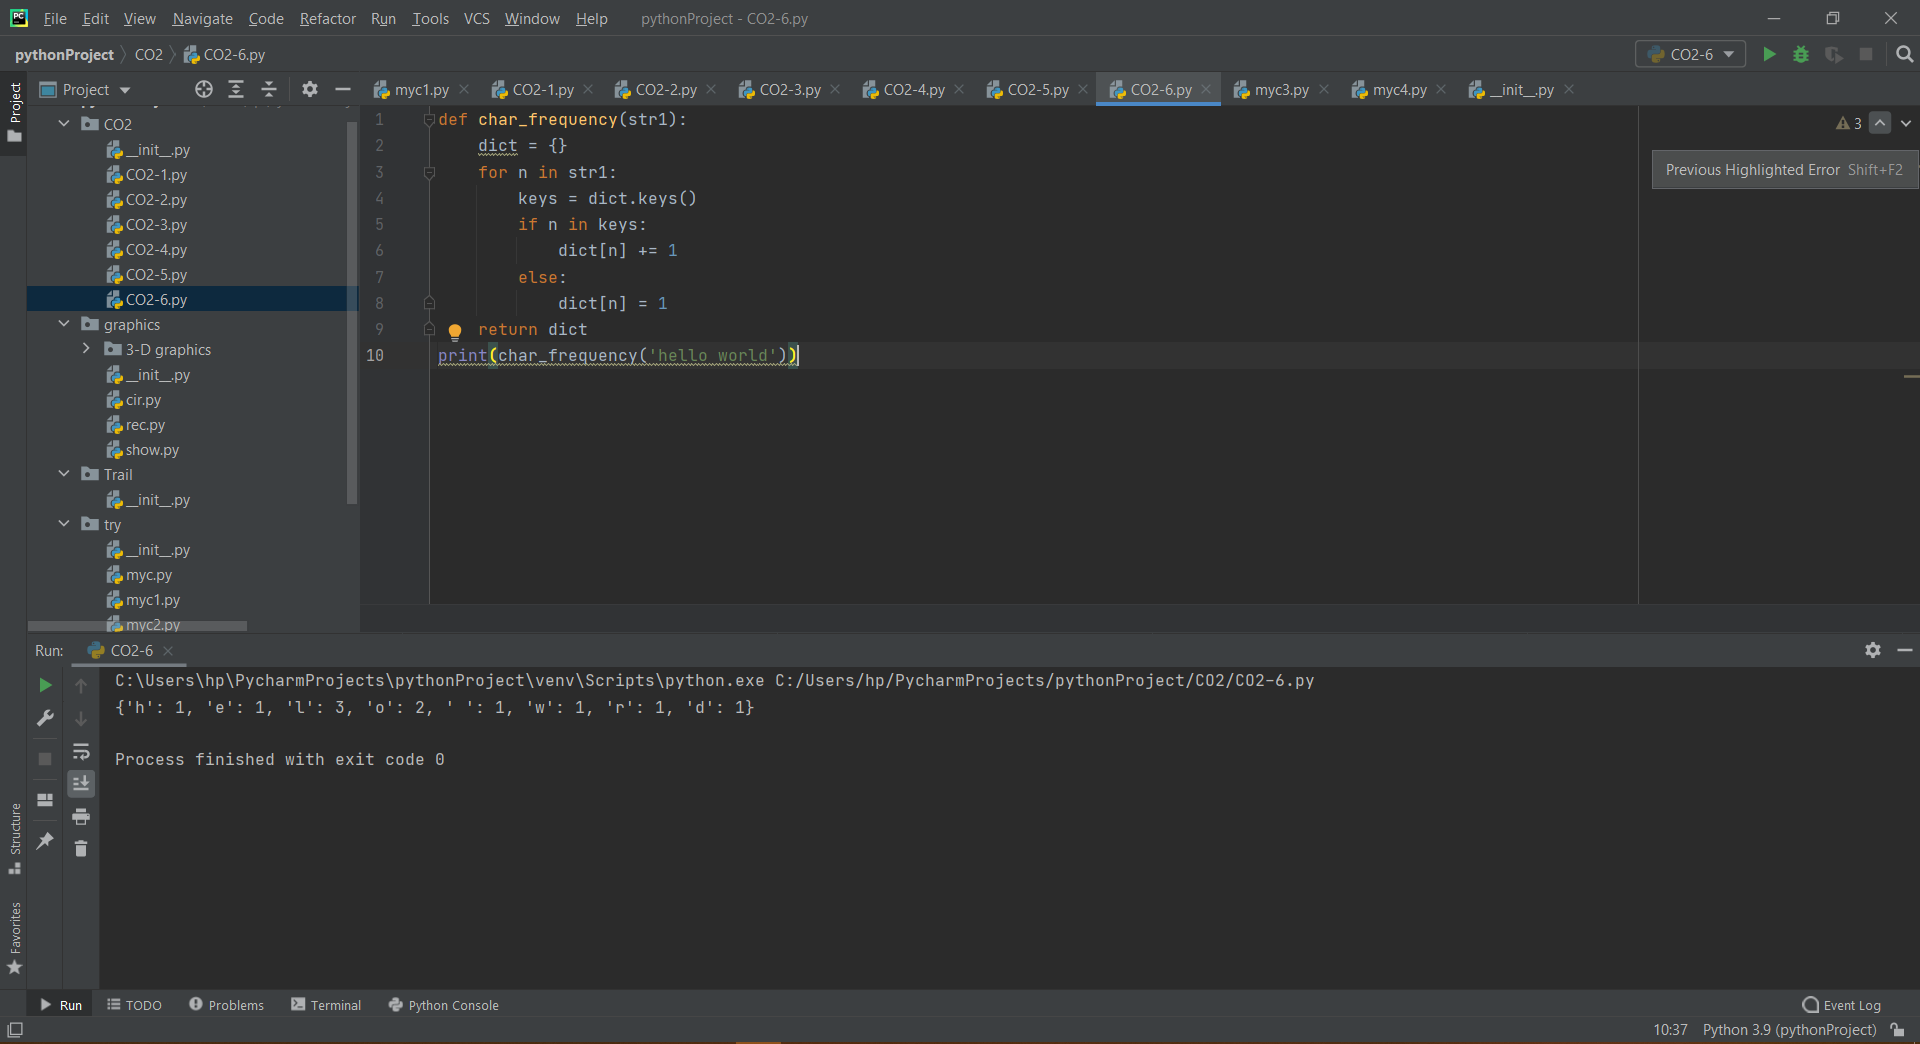 PC File Edit View Navigate Code Refactor Run Tools VCS Window Help pythonProject - CO2-6.py
pythonProject CO2 CO2-6.py CO2-6
Project
Project myc1.py CO2-1.py CO2-2.py CO2-3.py CO2-4.py CO2-5.py CO2-6.py myc3.py myc4.py __init__.py
CO2
__init__.py
CO2-1.py
CO2-2.py
CO2-3.py
CO2-4.py
CO2-5.py
CO2-6.py
graphics
3-D graphics
__init__.py
cir.py
rec.py
show.py
Trail
__init__.py
try
__init__.py
myc.py
myc1.py
myc2.py
1 def char_frequency(str1):
2 dict = {}
3 for n in str1:
4 keys = dict.keys()
5 if n in keys:
6 dict[n] += 1
7 else:
8 dict[n] = 1
9 return dict
10 print(char_frequency('hello world'))
3
Previous Highlighted Error Shift+F2
Run: CO2-6
C:\Users\hp\PycharmProjects\pythonProject\venv\Scripts\python.exe C:/Users/hp/PycharmProjects/pythonProject/CO2/CO2-6.py
{'h': 1, 'e': 1, 'l': 3, 'o': 2, ' ': 1, 'w': 1, 'r': 1, 'd': 1}
Process finished with exit code 0
Structure
Favorites
Run TODO Problems Terminal Python Console Event Log
10:37 Python 3.9 (pythonProject)